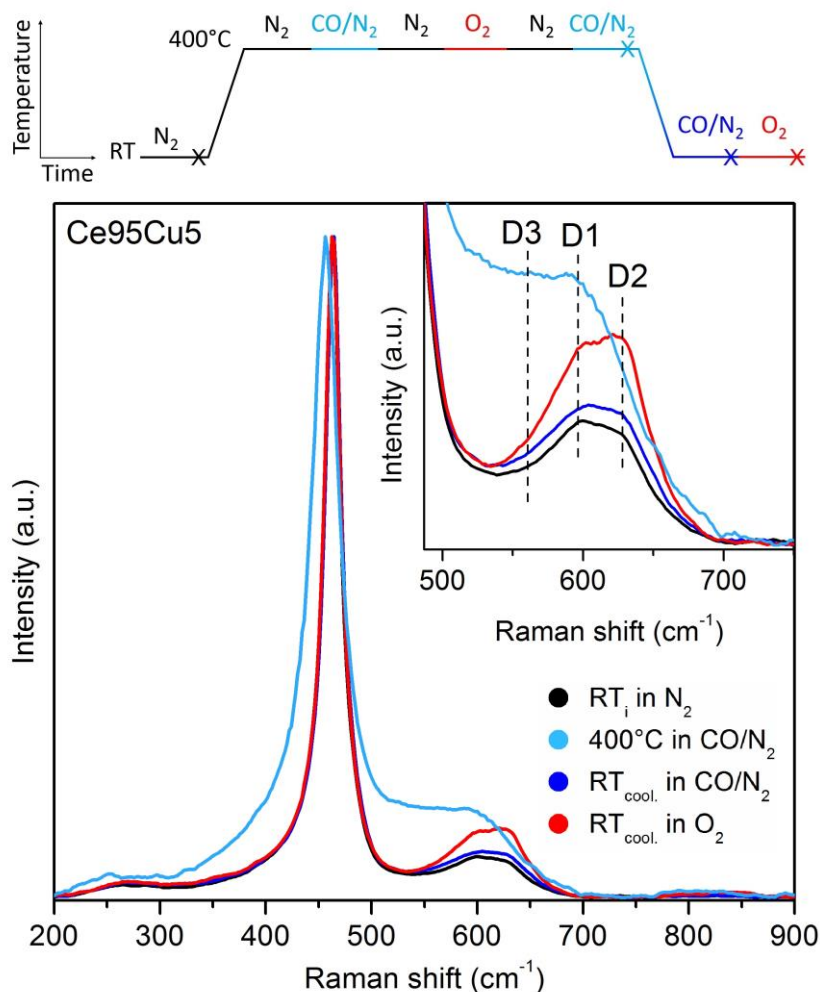 N₂ CO/N₂ N₂ O₂ N₂ CO/N₂
400°C
Temperature
CO/N₂ O₂
RT N₂
Time
Ce95Cu5
D3 D1 D2
Intensity (a.u.)
500 600 700
Raman shift (cm⁻¹)
Intensity (a.u.)
RTᵢ in N₂
400°C in CO/N₂
RT_cool. in CO/N₂
RT_cool. in O₂
200 300 400 500 600 700 800 900
Raman shift (cm⁻¹)